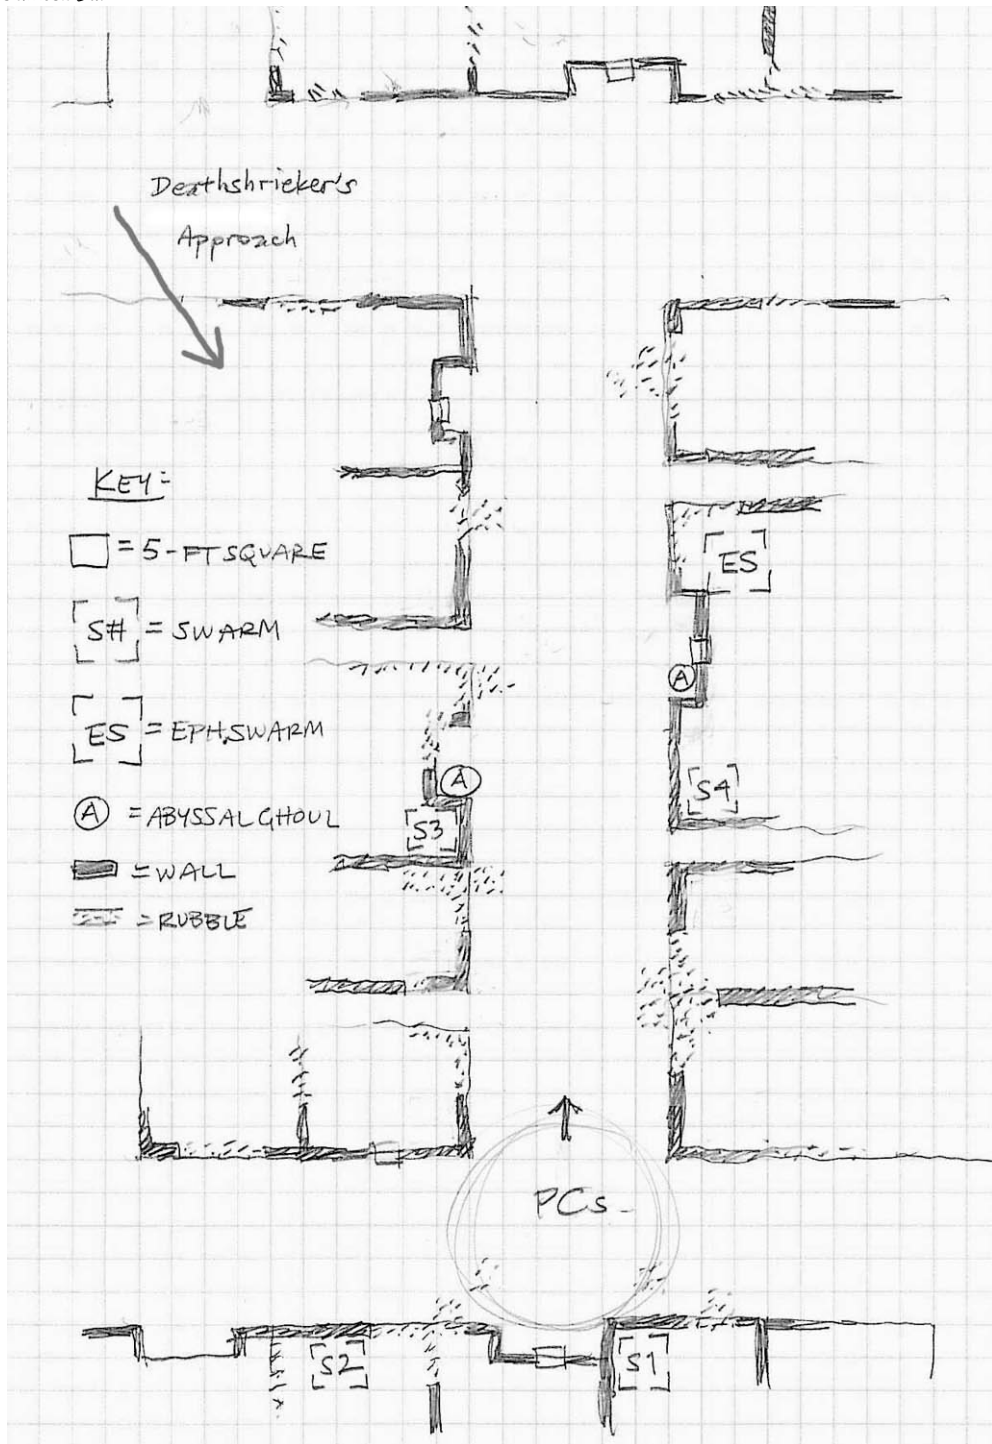 Deathshrieker's
Approach
KEY:
= 5-FT SQUARE
S# = SWARM
ES = EPH.SWARM
A = ABYSSAL GHOUL
= WALL
= RUBBLE
ES
A
A
S4
S3
PCs
S2
S1